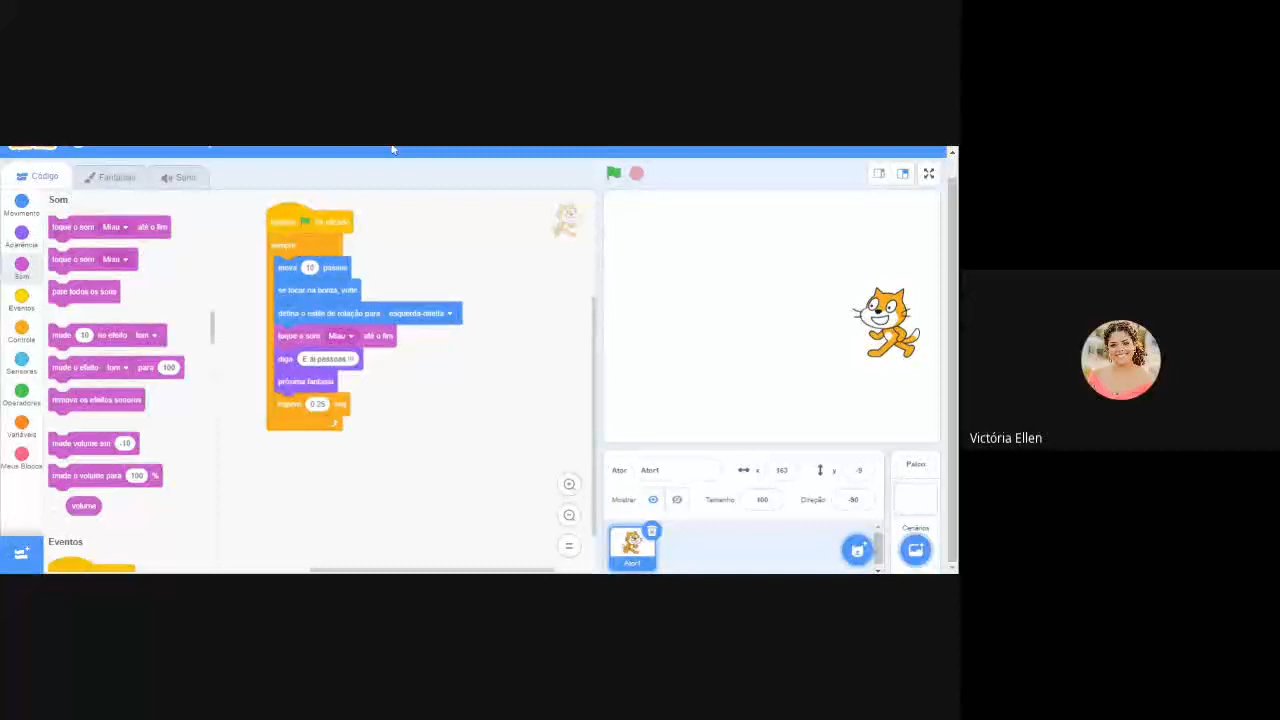 Código
Fantasias
Sons
Movimento
Aparência
Som
Eventos
Controle
Sensores
Operadores
Variáveis
Meus Blocos
Som
toque o som Miau até o fim
toque o som Miau
pare todos os sons
mude 10 no efeito tom
mude o efeito tom para 100
remova os efeitos sonoros
mude volume em -10
mude o volume para 100 %
volume
Eventos
quando for clicado
sempre
mova 10 passos
se tocar na borda, volte
defina o estilo de rotação para esquerda-direita
toque o som Miau até o fim
diga E aí pessoas !!!
próxima fantasia
espere 0.25 seg
Ator Ator1 x 163 y -9
Mostrar Tamanho 100 Direção -90
Ator1
Palco
Cenários
Victória Ellen